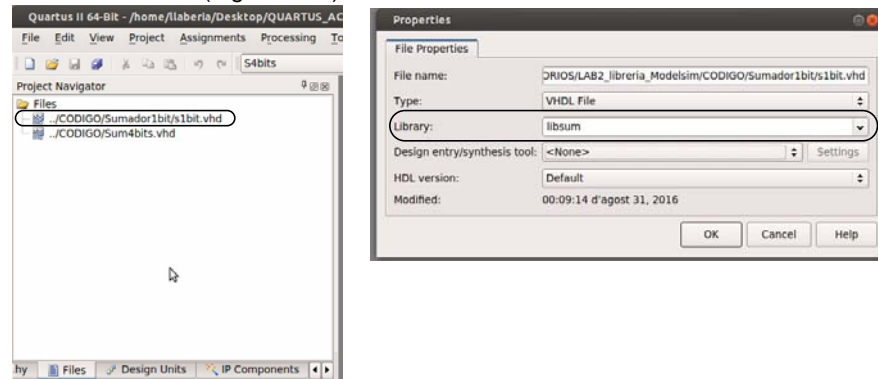 Quartus II 64-Bit - /home/llaberia/Desktop/QUARTUS_AC
File Edit View Project Assignments Processing To
S4bits
Project Navigator
Files
../CODIGO/Sumador1bit/s1bit.vhd
../CODIGO/Sum4bits.vhd
hy Files Design Units IP Components
Properties
File Properties
File name: ORIOS/LAB2_libreria_Modelsim/CODIGO/Sumador1bit/s1bit.vhd
Type: VHDL File
Library: libsum
Design entry/synthesis tool: <None> Settings
HDL version: Default
Modified: 00:09:14 d'agost 31, 2016
OK Cancel Help